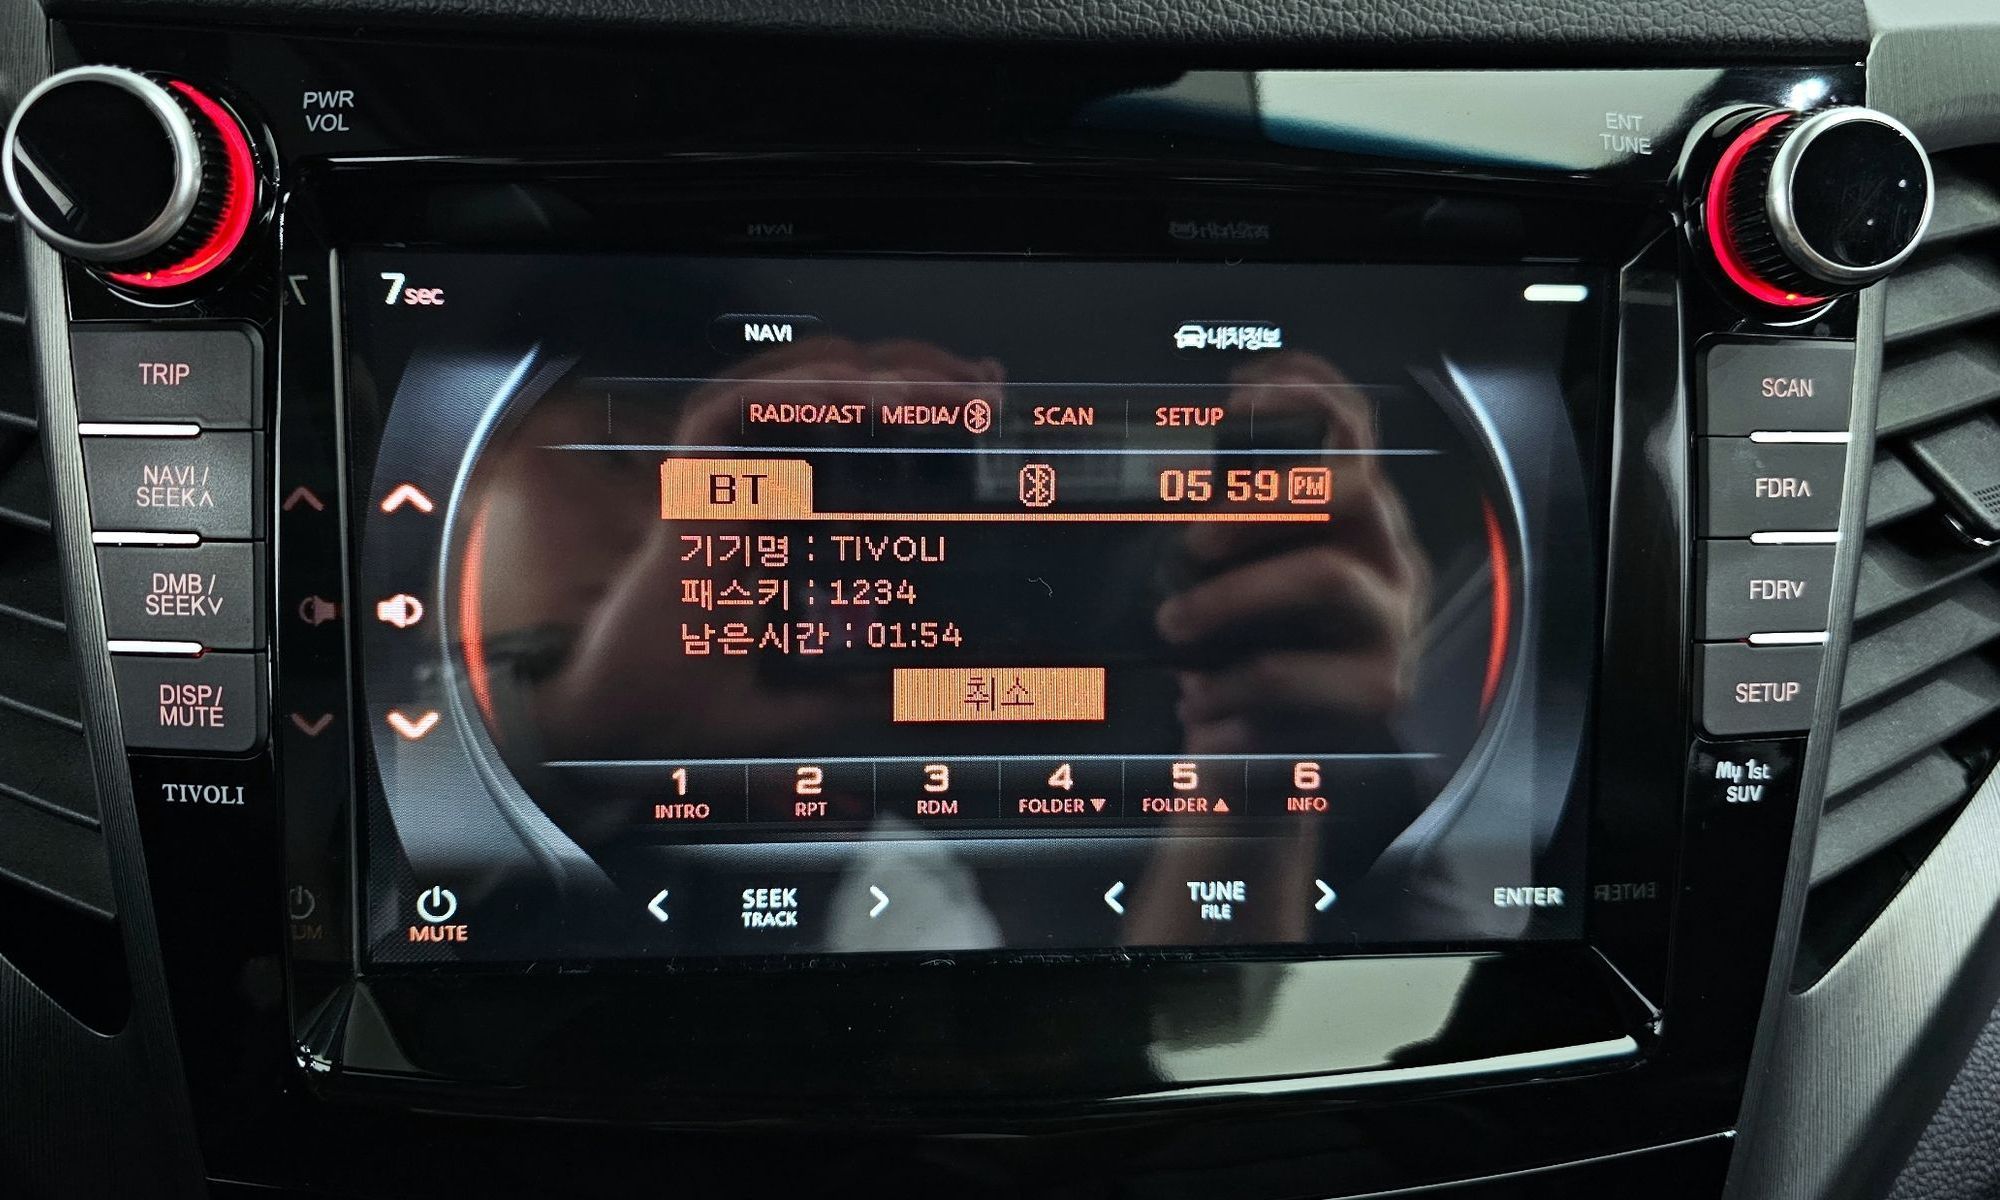 PWR
VOL
ENT
TUNE
7sec
NAVI
내차정보
TRIP
NAVI /
SEEK∧
DMB /
SEEK∨
DISP/
MUTE
TIVOLI
RADIO/AST MEDIA/ SCAN SETUP
BT 05 59 PM
기기명 : TIVOLI
패스키 : 1234
남은시간 : 01:54
취소
1 2 3 4 5 6
INTRO RPT RDM FOLDER ▼ FOLDER ▲ INFO
MUTE
< SEEK >
TRACK
< TUNE >
FILE
ENTER
SCAN
FDR∧
FDR∨
SETUP
My 1st
SUV